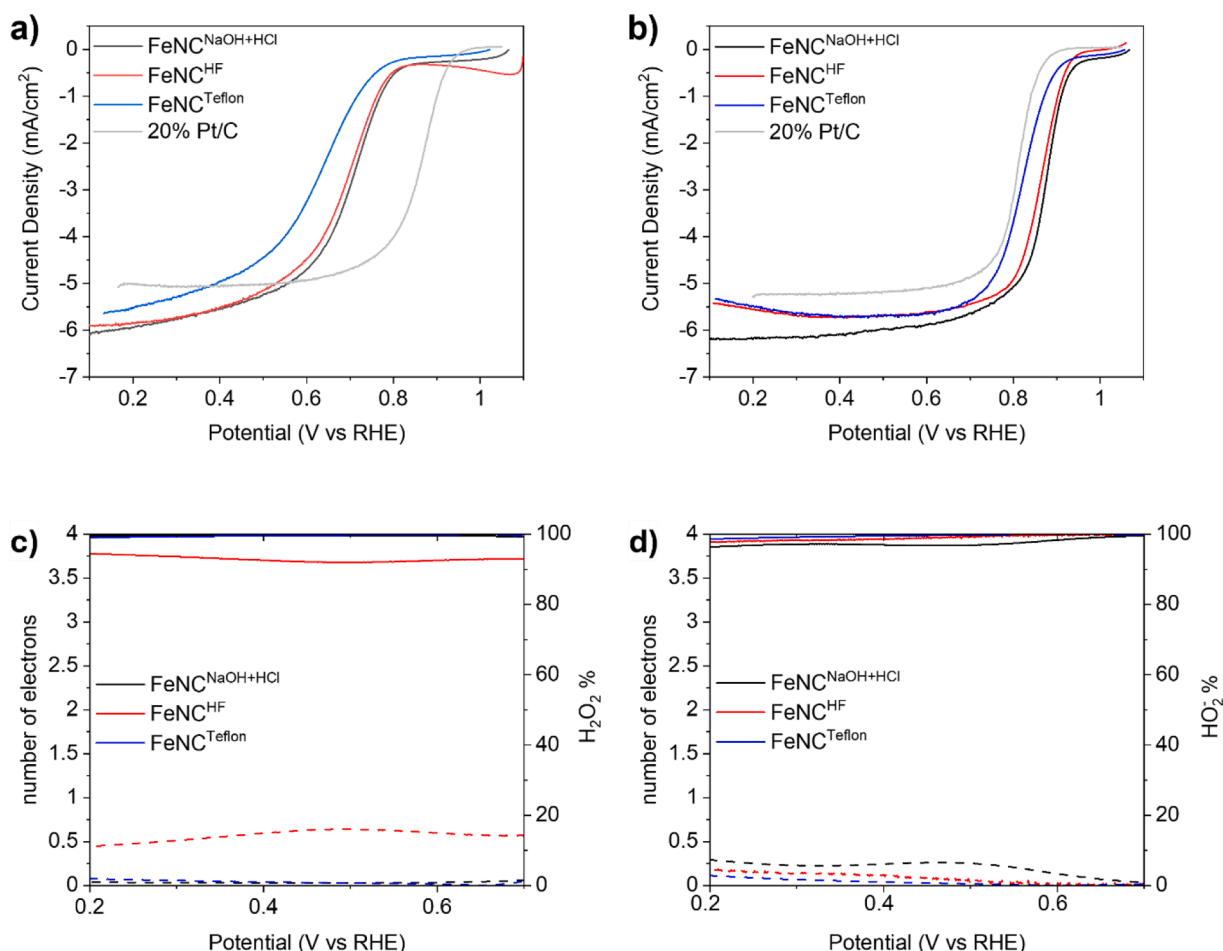 a)
FeNC^NaOH+HCl
FeNC^HF
FeNC^Teflon
20% Pt/C
Current Density (mA/cm²)
0
-1
-2
-3
-4
-5
-6
-7
0.2
0.4
0.6
0.8
1
Potential (V vs RHE)
b)
FeNC^NaOH+HCl
FeNC^HF
FeNC^Teflon
20% Pt/C
Current Density (mA/cm²)
0
-1
-2
-3
-4
-5
-6
-7
0.2
0.4
0.6
0.8
1
Potential (V vs RHE)
c)
FeNC^NaOH+HCl
FeNC^HF
FeNC^Teflon
number of electrons
4
3.5
3
2.5
2
1.5
1
0.5
0
H₂O₂ %
100
80
60
40
20
0
0.2
0.4
0.6
Potential (V vs RHE)
d)
FeNC^NaOH+HCl
FeNC^HF
FeNC^Teflon
number of electrons
4
3.5
3
2.5
2
1.5
1
0.5
0
HO₂⁻ %
100
80
60
40
20
0
0.2
0.4
0.6
Potential (V vs RHE)